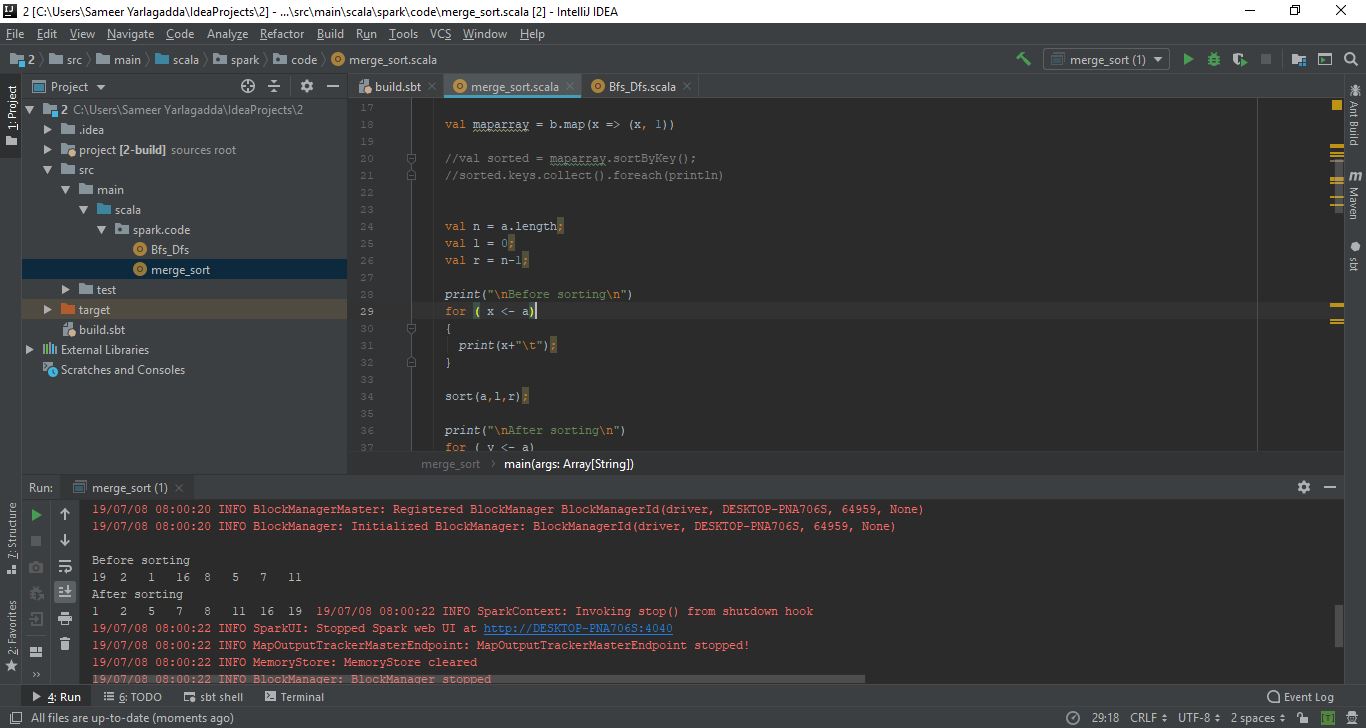 2 [C:\Users\Sameer Yarlagadda\IdeaProjects\2] - ...\src\main\scala\spark\code\merge_sort.scala [2] - IntelliJ IDEA
File Edit View Navigate Code Analyze Refactor Build Run Tools VCS Window Help
2 src main scala spark code merge_sort.scala merge_sort (1)
Project build.sbt merge_sort.scala Bfs_Dfs.scala
1: Project
2 C:\Users\Sameer Yarlagadda\IdeaProjects\2
.idea
project [2-build] sources root
src
main
scala
spark.code
Bfs_Dfs
merge_sort
test
target
build.sbt
External Libraries
Scratches and Consoles
17
18 val maparray = b.map(x => (x, 1))
19
20 //val sorted = maparray.sortByKey();
21 //sorted.keys.collect().foreach(println)
22
23
24 val n = a.length;
25 val l = 0;
26 val r = n-1;
27
28 print("\nBefore sorting\n")
29 for ( x <- a)
30 {
31 print(x+"\t");
32 }
33
34 sort(a,l,r);
35
36 print("\nAfter sorting\n")
37 for ( y <- a)
merge_sort main(args: Array[String])
Ant Build
m Maven
sbt
Run: merge_sort (1)
7: Structure
2: Favorites
19/07/08 08:00:20 INFO BlockManagerMaster: Registered BlockManager BlockManagerId(driver, DESKTOP-PNA706S, 64959, None)
19/07/08 08:00:20 INFO BlockManager: Initialized BlockManager: BlockManagerId(driver, DESKTOP-PNA706S, 64959, None)
Before sorting
19 2 1 16 8 5 7 11
After sorting
1 2 5 7 8 11 16 19 19/07/08 08:00:22 INFO SparkContext: Invoking stop() from shutdown hook
19/07/08 08:00:22 INFO SparkUI: Stopped Spark web UI at http://DESKTOP-PNA706S:4040
19/07/08 08:00:22 INFO MapOutputTrackerMasterEndpoint: MapOutputTrackerMasterEndpoint stopped!
19/07/08 08:00:22 INFO MemoryStore: MemoryStore cleared
19/07/08 08:00:22 INFO BlockManager: BlockManager stopped
4: Run 6: TODO sbt shell Terminal Event Log
All files are up-to-date (moments ago) 29:18 CRLF UTF-8 2 spaces